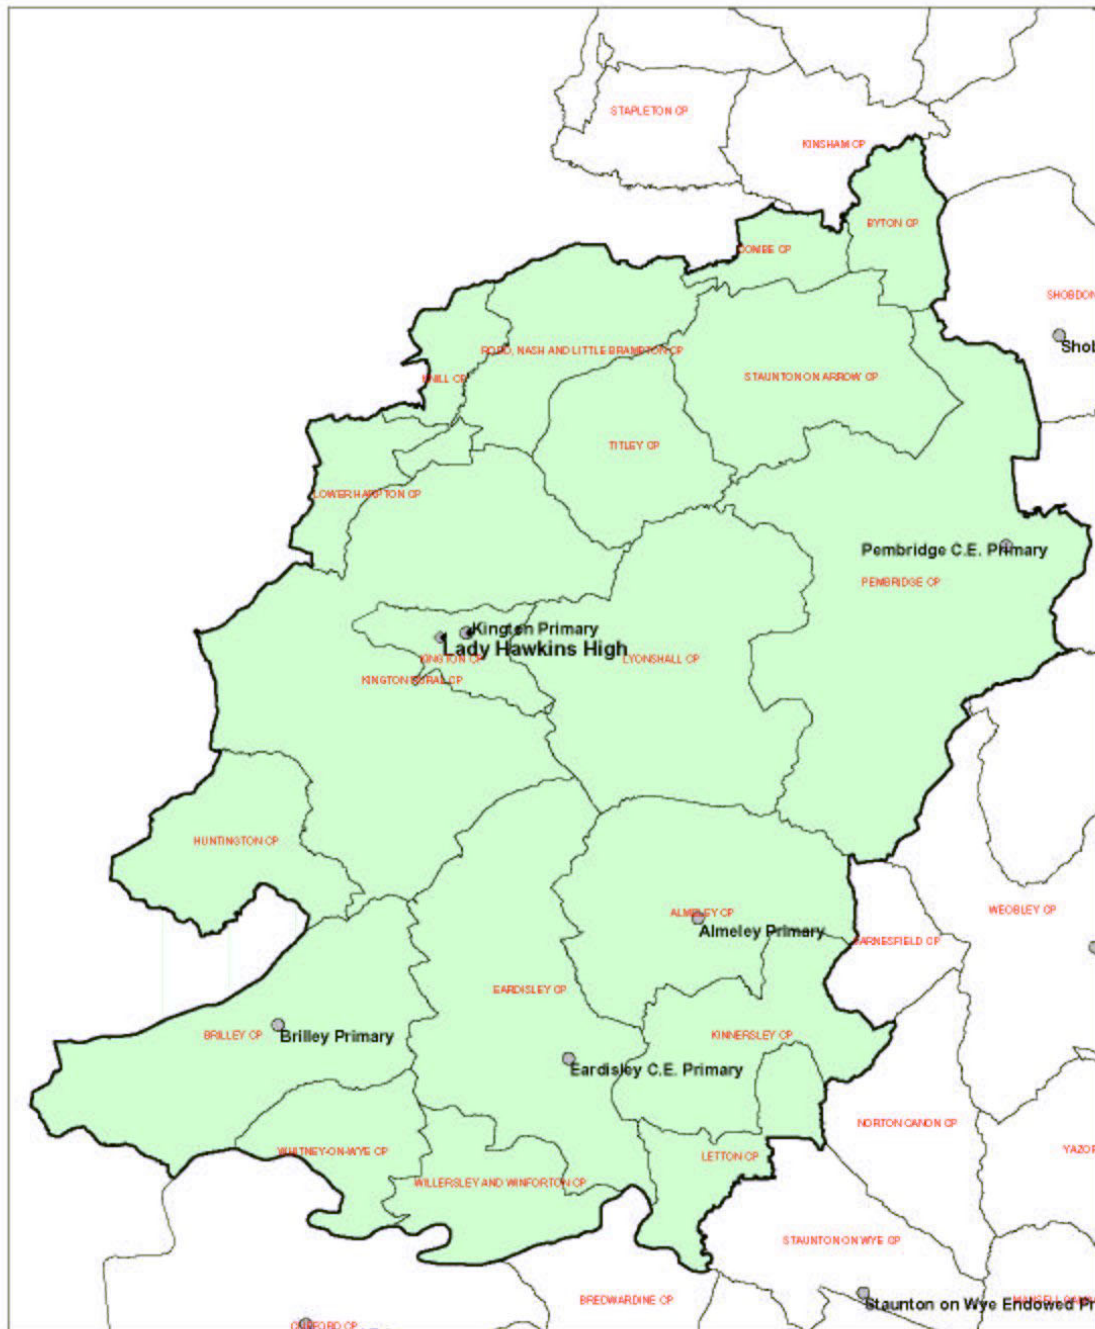 STAPLETON CP
KINSHAM CP
BYTON CP
COMBE CP
SHOBDON
Shob
RODD, NASH AND LITTLE BRAMPTON CP
KNILL CP
STAUNTON ON ARROW CP
TITLEY CP
LOWER HARPTON CP
Pembridge C.E. Primary
PEMBRIDGE CP
Kington Primary
Lady Hawkins High
KINGTON CP
LYONSHALL CP
KINGTON RURAL CP
HUNTINGTON CP
ALMELEY CP
WEOBLEY CP
Almeley Primary
SARNESFIELD CP
EARDISLEY CP
BRILLEY CP
Brilley Primary
KINNERSLEY CP
Eardisley C.E. Primary
NORTON CANON CP
WHITNEY-ON-WYE CP
LETTON CP
YAZOR
WILLERSLEY AND WINFORTON CP
STAUNTON ON WYE CP
BREDWARDINE CP
Staunton on Wye Endowed Pr
CLIFFORD CP